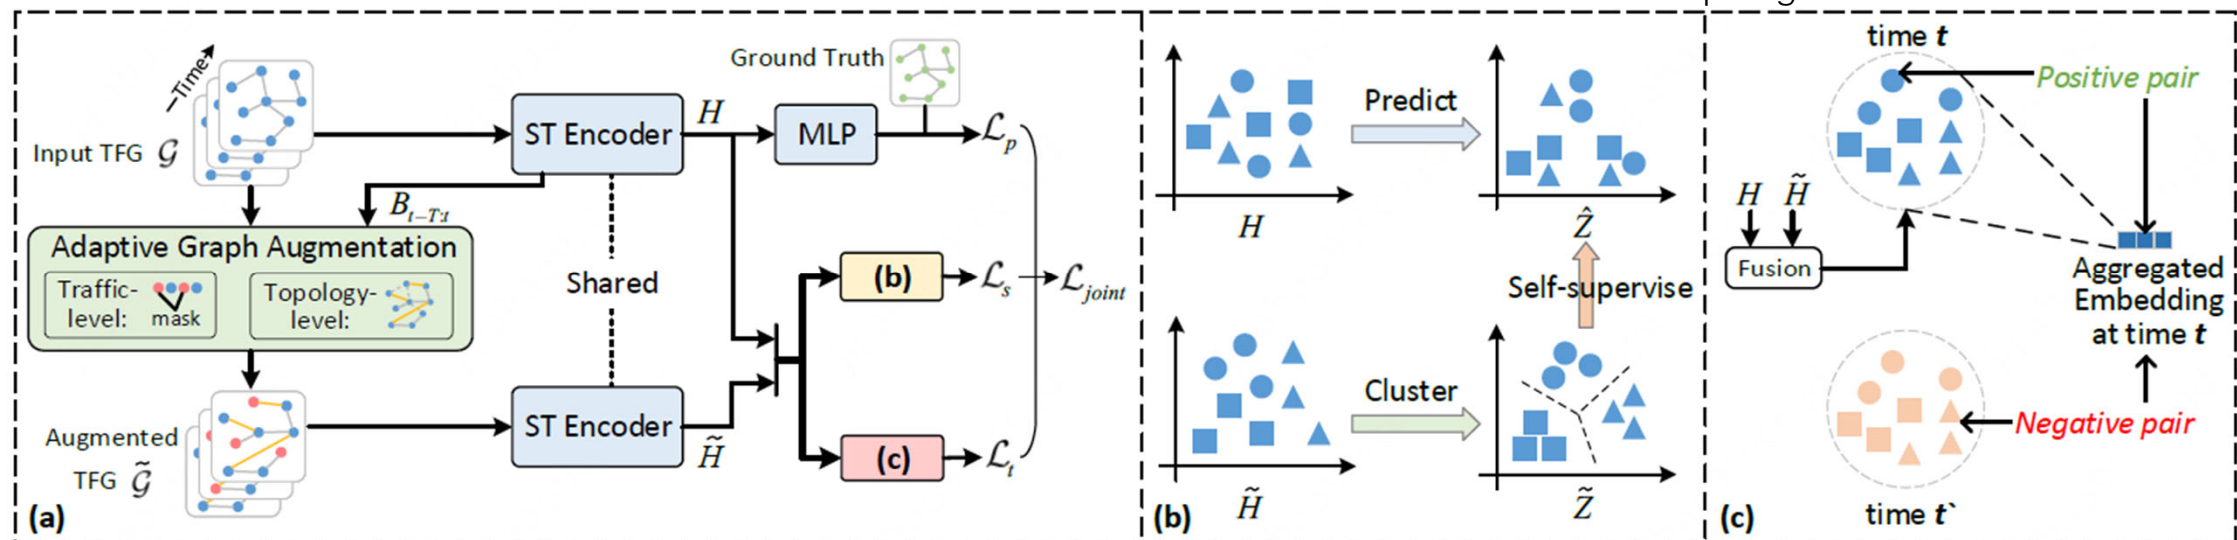 Time
Ground Truth
Input TFG 𝒢
ST Encoder
H
MLP
ℒp
B t−T:t
Adaptive Graph Augmentation
Traffic-
level:
mask
Topology-
level:
Shared
(b)
ℒs
ℒjoint
Augmented
TFG 𝒢̃
ST Encoder
H̃
(c)
ℒt
(a)
Predict
H
Ẑ
Self-supervise
Cluster
H̃
Z̃
(b)
time t
Positive pair
H H̃
Fusion
Aggregated
Embedding
at time t
Negative pair
time t`
(c)